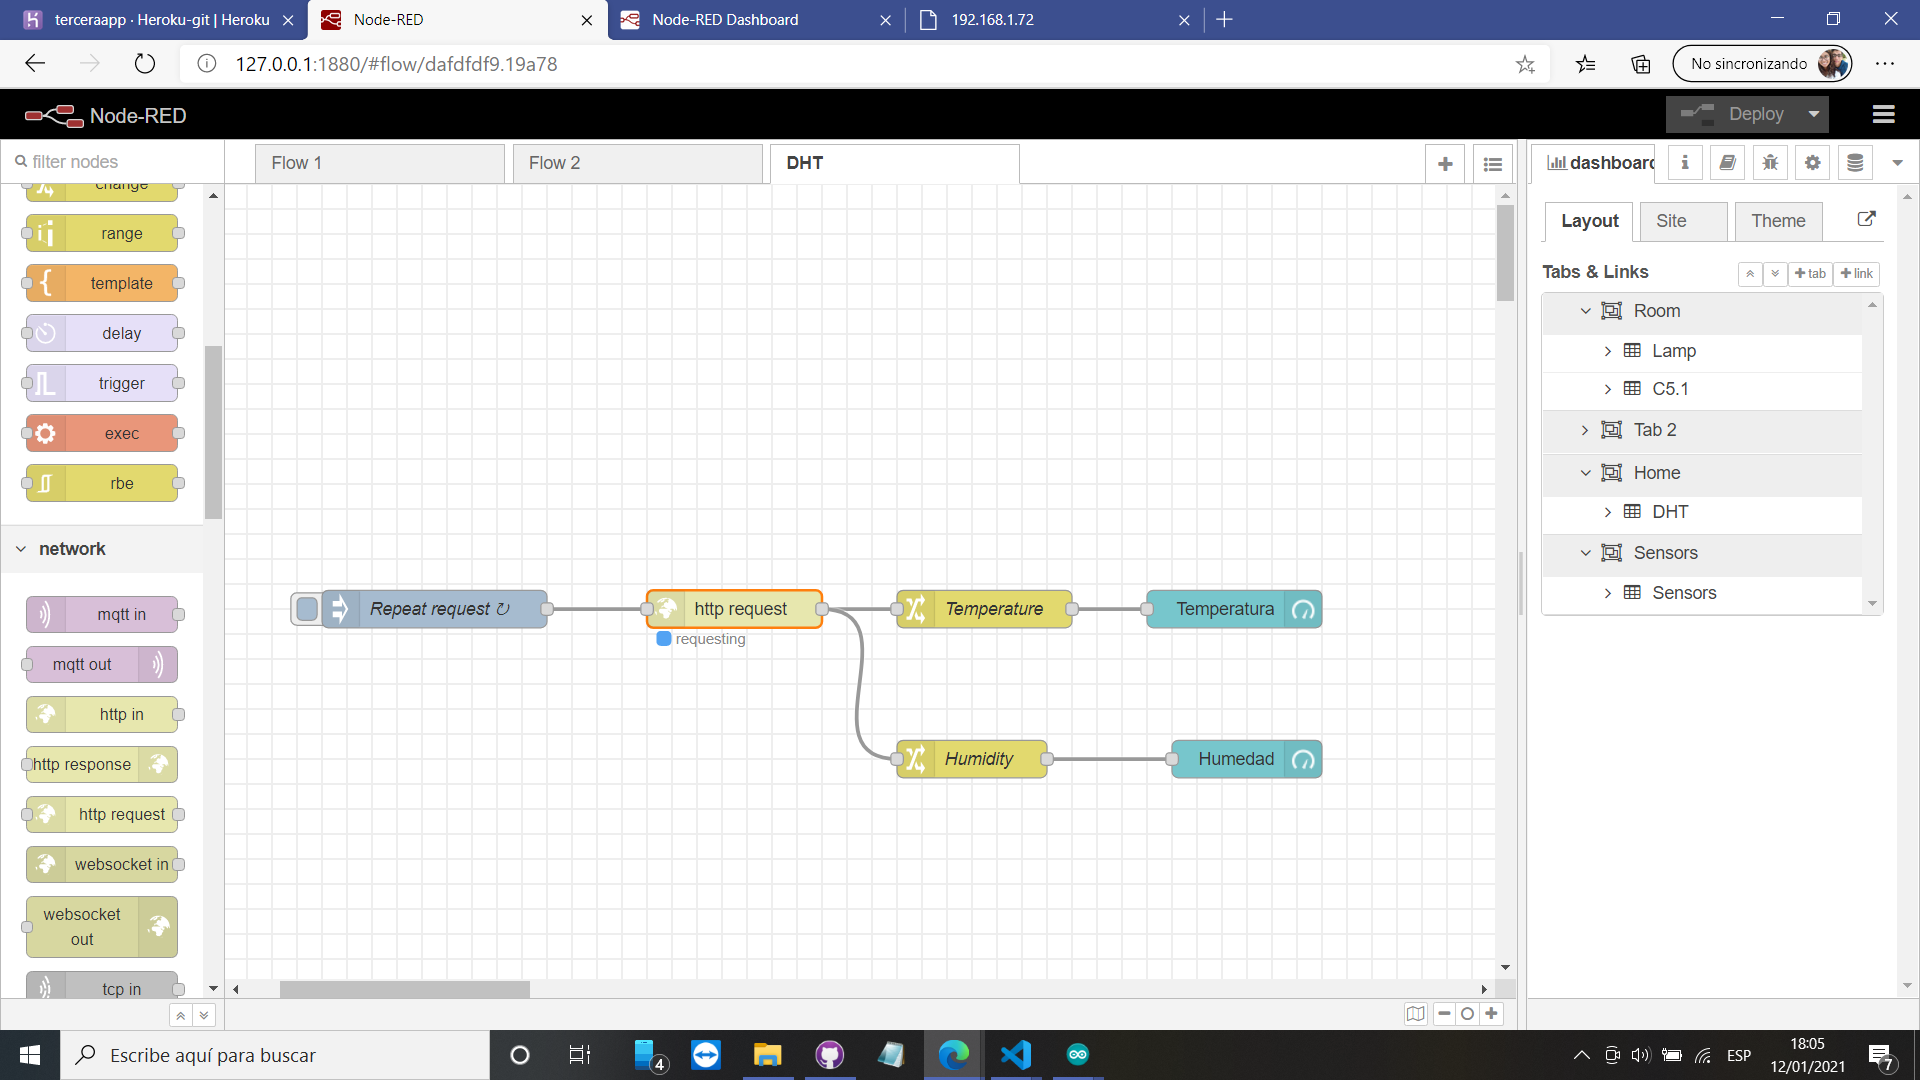 terceraapp · Heroku-git | Heroku
Node-RED
Node-RED Dashboard
192.168.1.72
127.0.0.1:1880/#flow/dafdfdf9.19a78
No sincronizando
Node-RED
Deploy
filter nodes
Flow 1
Flow 2
DHT
dashboard
change
range
template
delay
trigger
exec
rbe
network
mqtt in
mqtt out
http in
http response
http request
websocket in
websocket
out
tcp in
Repeat request ↻
http request
requesting
Temperature
Temperatura
Humidity
Humedad
Layout
Site
Theme
Tabs & Links
+ tab
+ link
Room
Lamp
C5.1
Tab 2
Home
DHT
Sensors
Sensors
Escribe aquí para buscar
4
ESP
18:05
12/01/2021
7